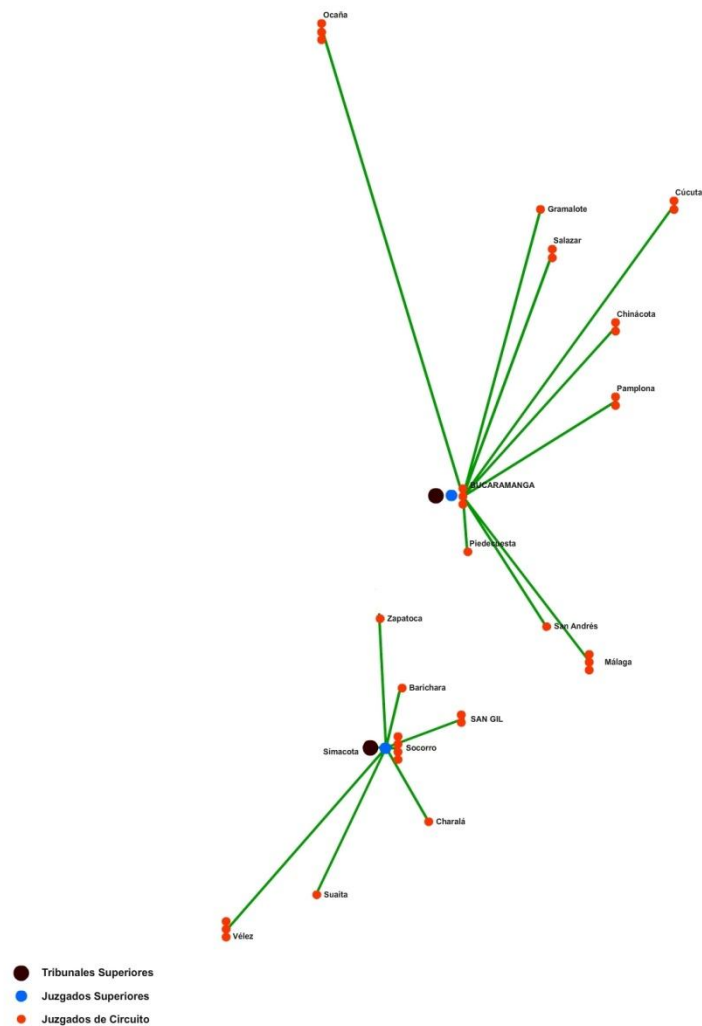 Ocaña
Cúcuta
Gramalote
Salazar
Chinácota
Pamplona
BUCARAMANGA
Piedecuesta
San Andrés
Zapatoca
Málaga
Barichara
SAN GIL
Simacota
Socorro
Charalá
Suaita
Vélez
Tribunales Superiores
Juzgados Superiores
Juzgados de Circuito